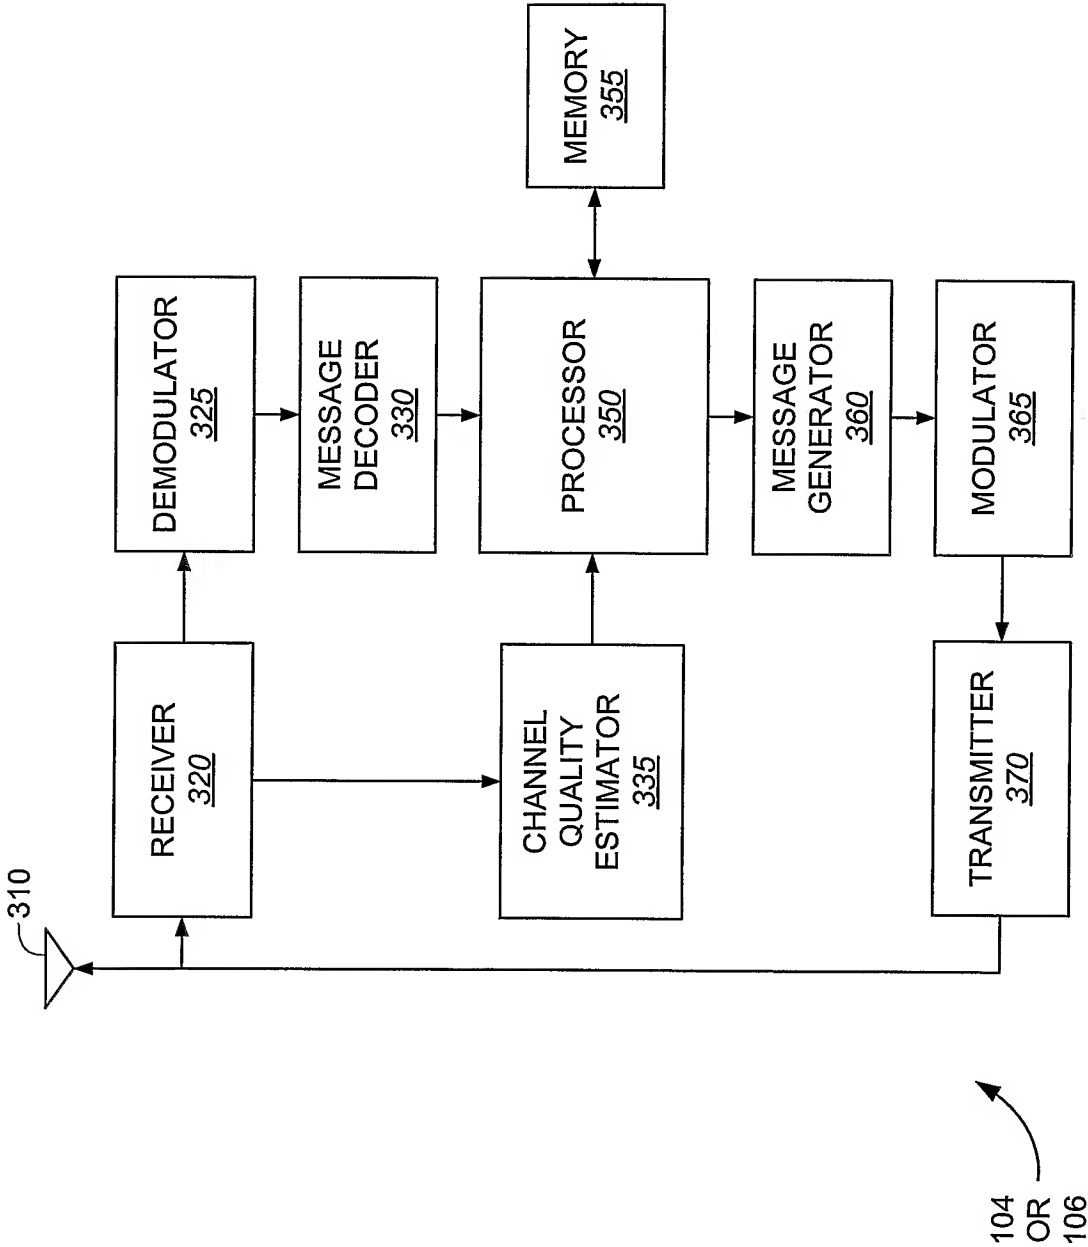 310
RECEIVER
320
DEMODULATOR
325
MESSAGE
DECODER
330
CHANNEL
QUALITY
ESTIMATOR
335
PROCESSOR
350
MEMORY
355
MESSAGE
GENERATOR
360
MODULATOR
365
TRANSMITTER
370
104
OR
106